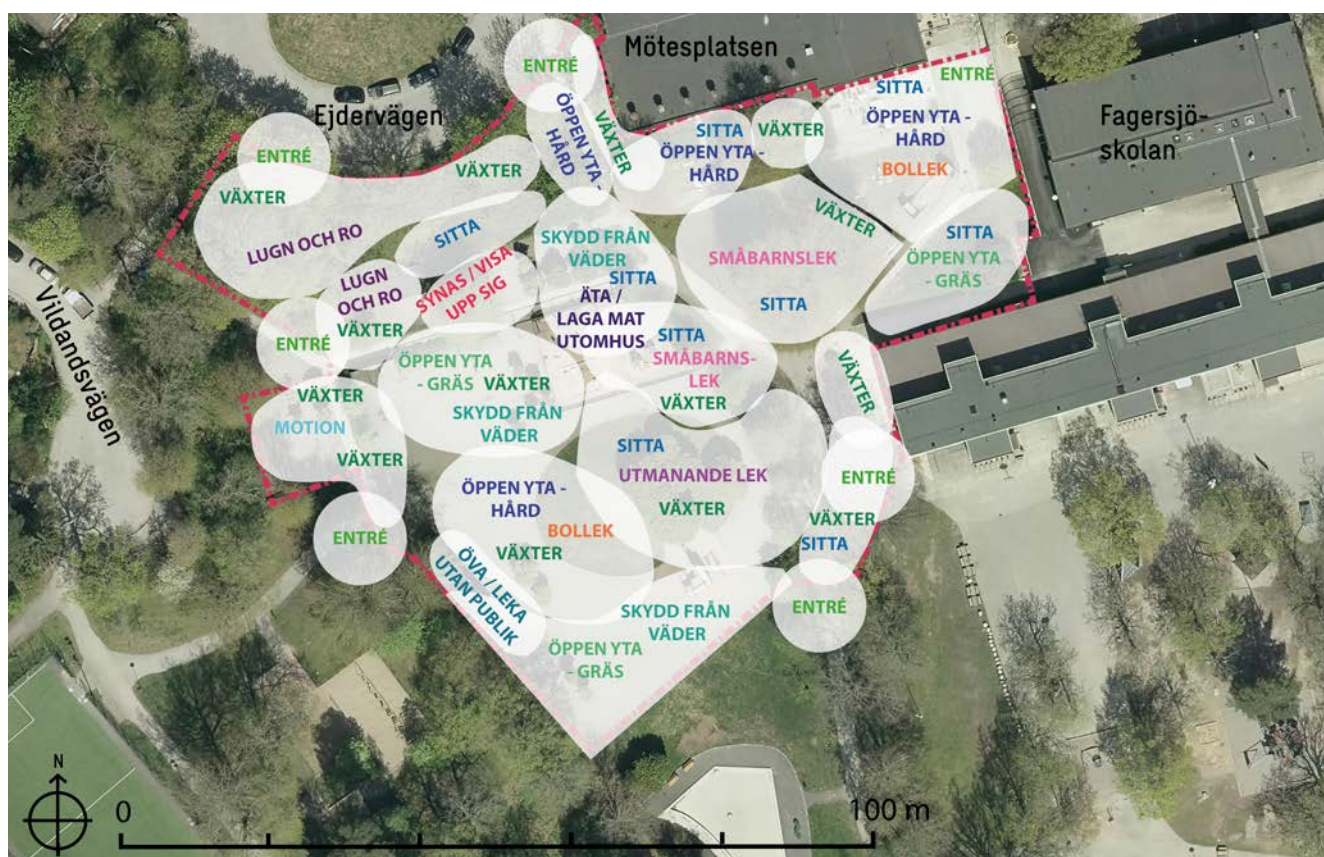 Mötesplatsen
ENTRÉ
ENTRÉ
SITTA
Ejdervägen
ÖPPEN YTA -
HÅRD
VÄXTER
SITTA
ÖPPEN YTA -
HÅRD
VÄXTER
ÖPPEN YTA -
HÅRD
BOLLEK
Fagersjö-
skolan
ENTRÉ
VÄXTER
VÄXTER
LUGN OCH RO
SITTA
SKYDD FRÅN
VÄDER
SITTA
SMÅBARNSLEK
SITTA
VÄXTER
SITTA
ÖPPEN YTA
- GRÄS
LUGN
OCH RO
VÄXTER
SYNAS / VISA
UPP SIG
ÄTA /
LAGA MAT
UTOMHUS
SITTA
SMÅBARNS-
LEK
VÄXTER
Vildandsvägen
ENTRÉ
ÖPPEN YTA
- GRÄS
VÄXTER
SKYDD FRÅN
VÄDER
VÄXTER
VÄXTER
MOTION
VÄXTER
SITTA
UTMANANDE LEK
VÄXTER
ENTRÉ
VÄXTER
SITTA
ÖPPEN YTA -
HÅRD
BOLLEK
VÄXTER
ENTRÉ
ÖVA / LEKA
UTAN PUBLIK
SKYDD FRÅN
VÄDER
ÖPPEN YTA
- GRÄS
ENTRÉ
N
0
100 m